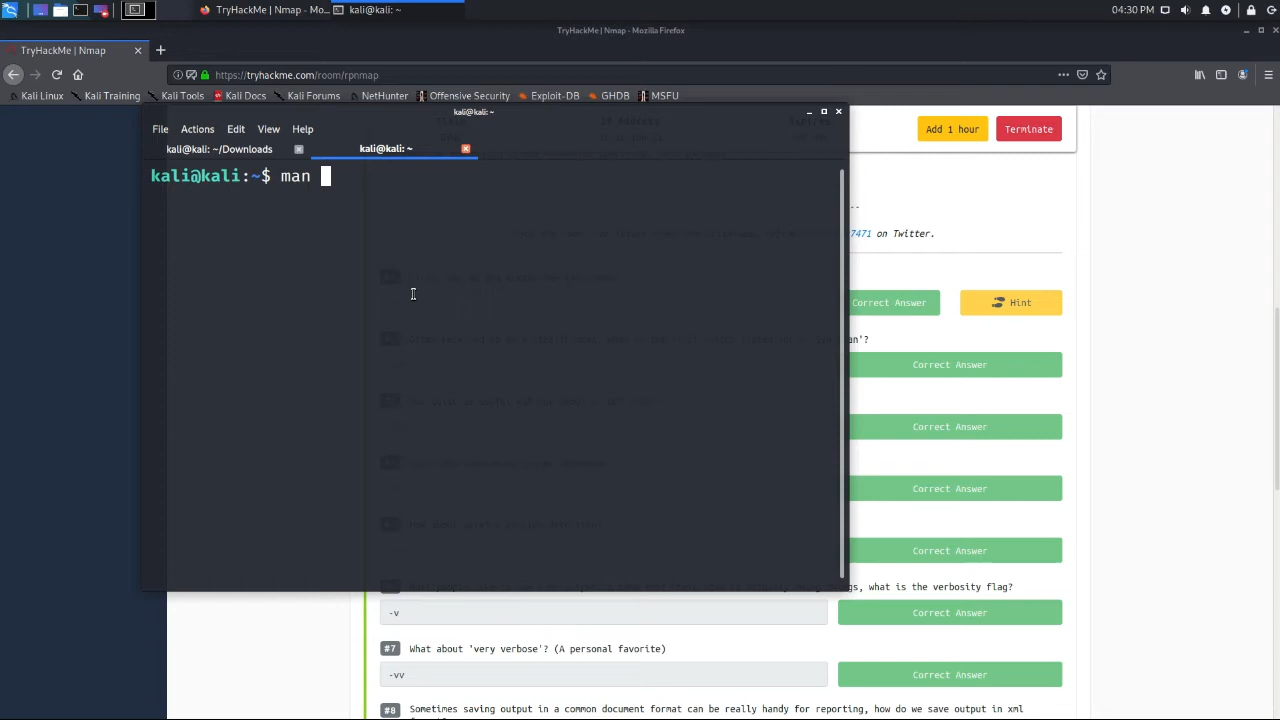 TryHackMe | Nmap - Mo...
kali@kali: ~
04:30 PM
TryHackMe | Nmap - Mozilla Firefox
TryHackMe | Nmap
https://tryhackme.com/room/rpnmap
Kali Linux
Kali Training
Kali Tools
Kali Docs
Kali Forums
NetHunter
Offensive Security
Exploit-DB
GHDB
MSFU
kali@kali: ~
Add 1 hour
Terminate
File Actions Edit View Help
kali@kali: ~/Downloads
kali@kali: ~
kali@kali:~$ man
--
7471 on Twitter.
Correct Answer
Hint
an'?
Correct Answer
Correct Answer
Correct Answer
Correct Answer
gs, what is the verbosity flag?
-v
Correct Answer
#7 What about 'very verbose'? (A personal favorite)
-vv
Correct Answer
#8 Sometimes saving output in a common document format can be really handy for reporting, how do we save output in xml